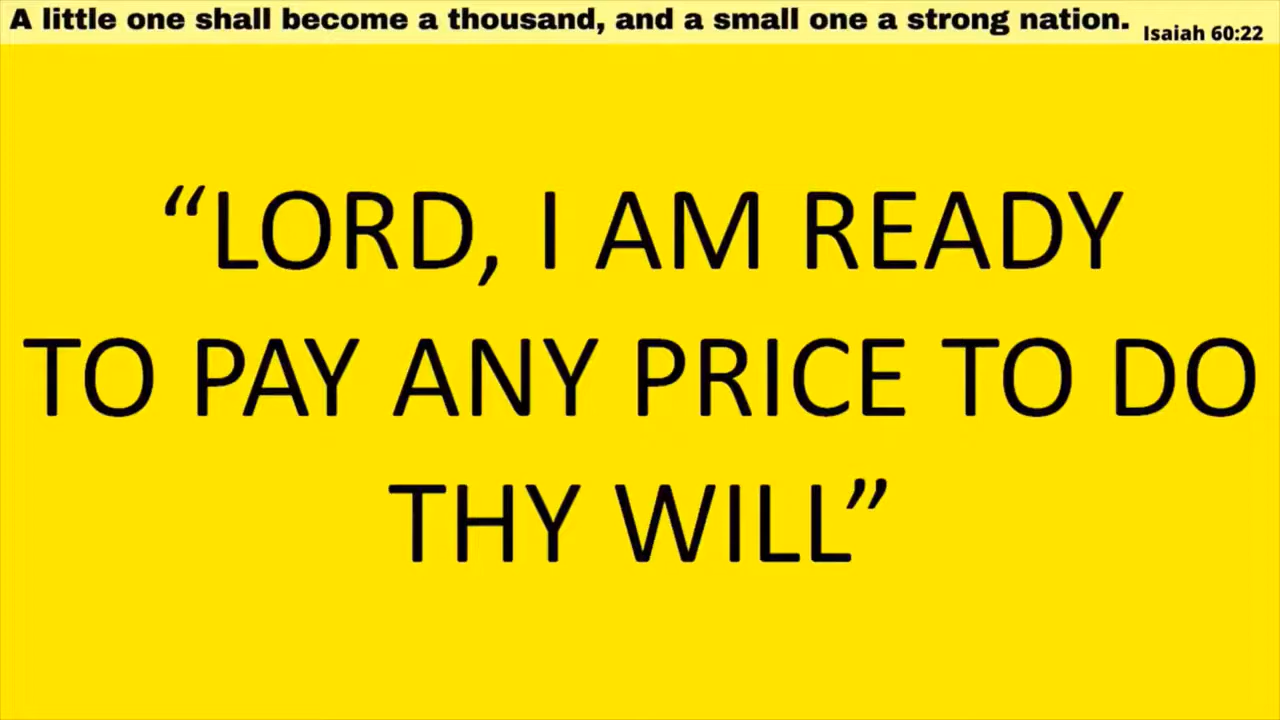 A little one shall become a thousand, and a small one a strong nation. Isaiah 60:22
“LORD, I AM READY
TO PAY ANY PRICE TO DO
THY WILL”